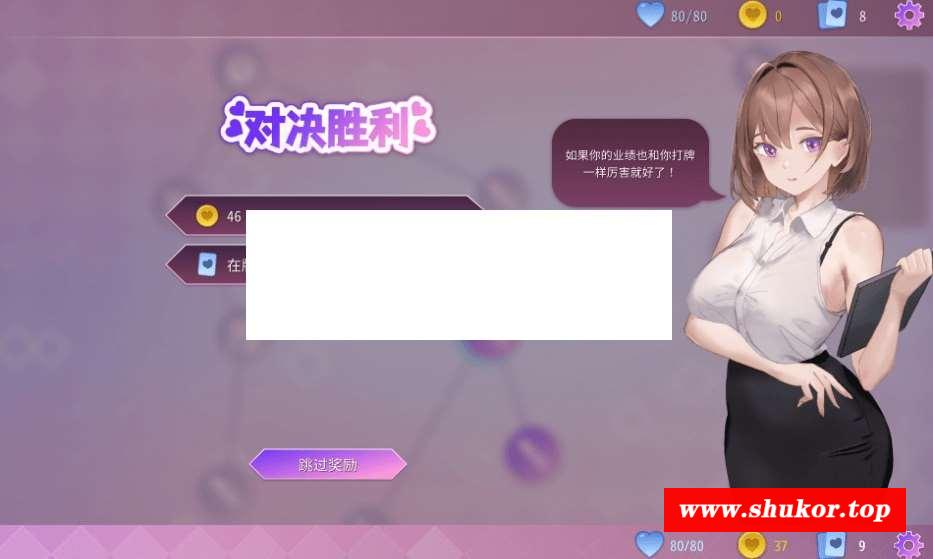 80/80 0 8
对决胜利
如果你的业绩也和你打牌
一样厉害就好了！
46
在
跳过奖励
www.shukor.top
80/80 37 9